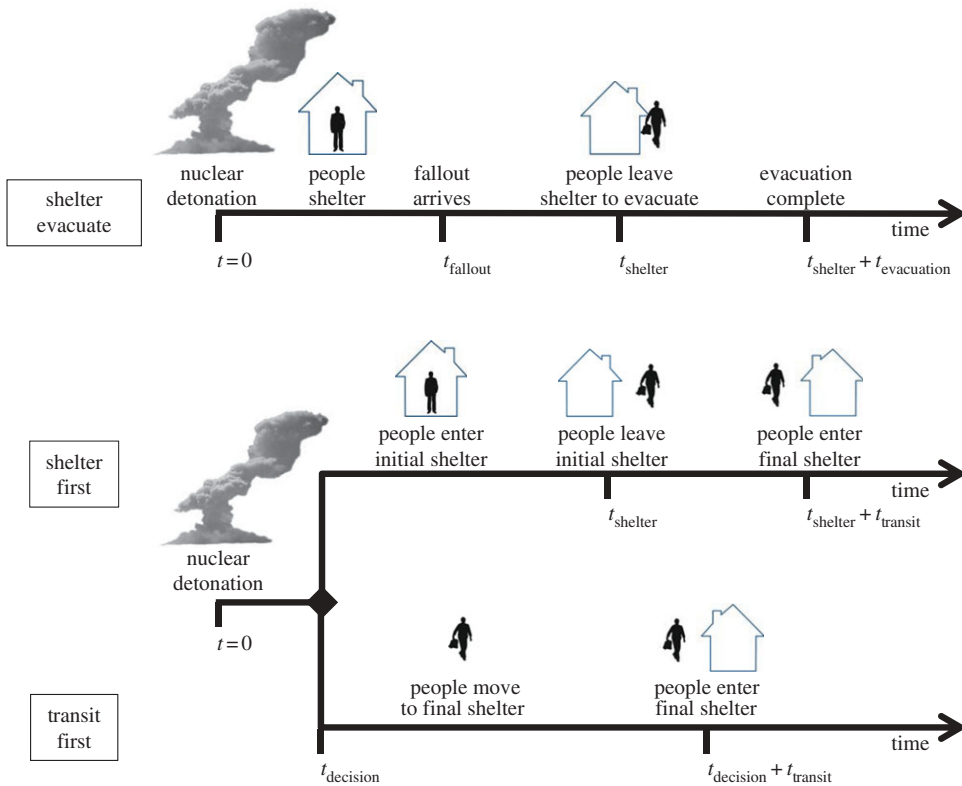 nuclear
detonation
people
shelter
fallout
arrives
people leave
shelter to evacuate
evacuation
complete
shelter
evacuate
time
t = 0
t_fallout
t_shelter
t_shelter + t_evacuation
people enter
initial shelter
people leave
initial shelter
people enter
final shelter
shelter
first
time
t_shelter
t_shelter + t_transit
nuclear
detonation
t = 0
people move
to final shelter
people enter
final shelter
transit
first
time
t_decision
t_decision + t_transit